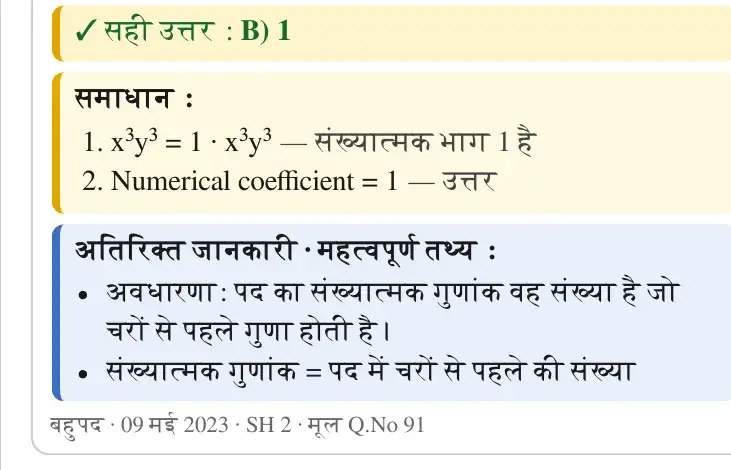 ✓ सही उत्तर : B) 1
समाधान :
1. x³y³ = 1 · x³y³ — संख्यात्मक भाग 1 है
2. Numerical coefficient = 1 — उत्तर
अतिरिक्त जानकारी · महत्वपूर्ण तथ्य :
• अवधारणा : पद का संख्यात्मक गुणांक वह संख्या है जो
चरों से पहले गुणा होती है।
• संख्यात्मक गुणांक = पद में चरों से पहले की संख्या
बहुपद · 09 मई 2023 · SH 2 · मूल Q.No 91